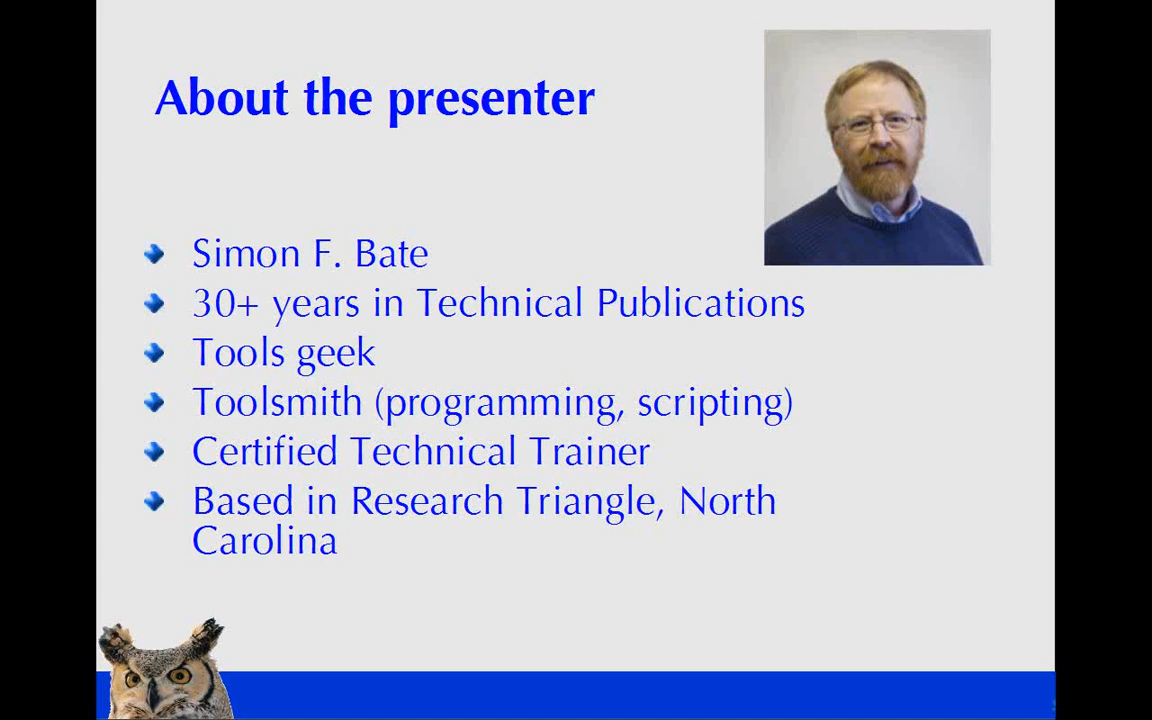 About the presenter
Simon F. Bate
30+ years in Technical Publications
Tools geek
Toolsmith (programming, scripting)
Certified Technical Trainer
Based in Research Triangle, North
Carolina